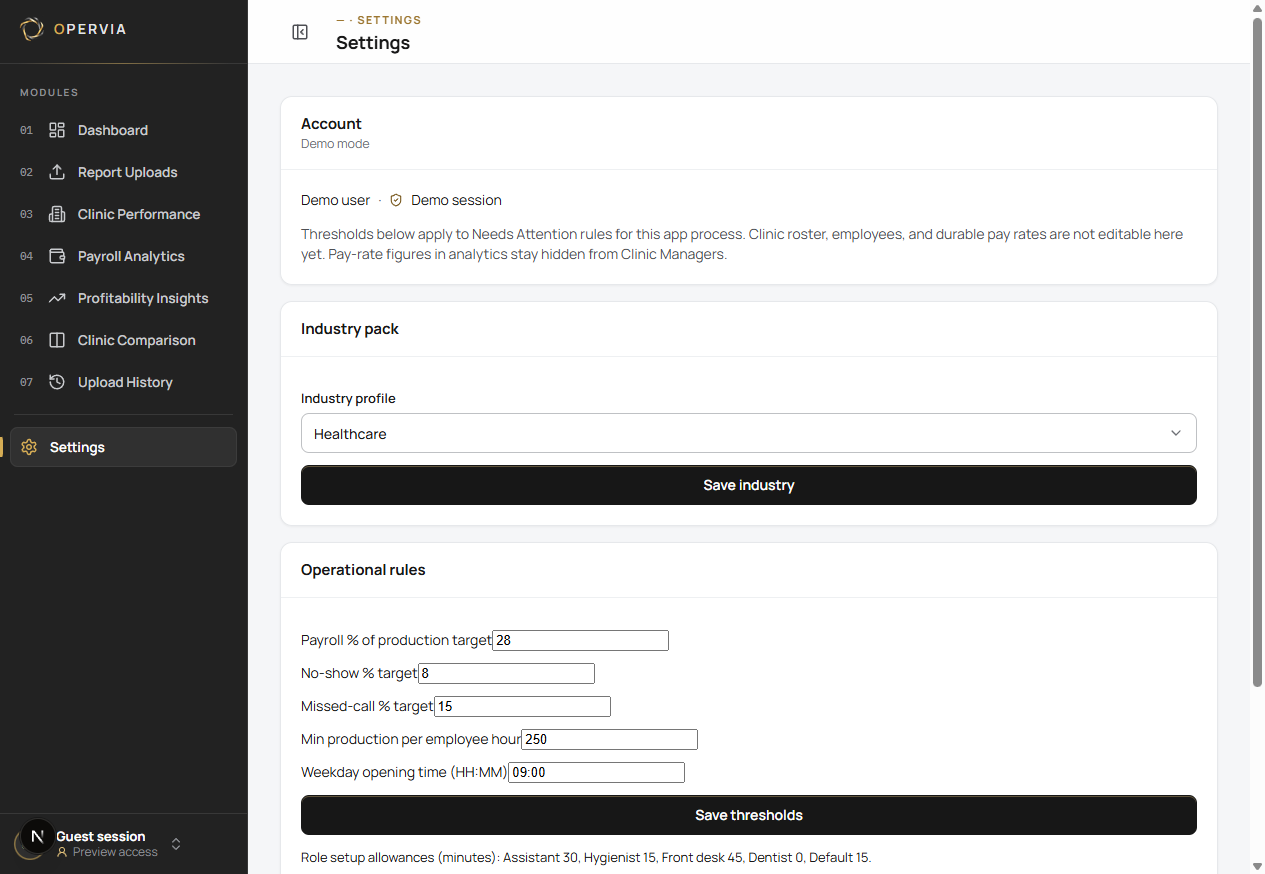 OPERVIA
MODULES
01 Dashboard
02 Report Uploads
03 Clinic Performance
04 Payroll Analytics
05 Profitability Insights
06 Clinic Comparison
07 Upload History
Settings
N
Guest session
Preview access
— · SETTINGS
Settings
Account
Demo mode
Demo user · Demo session
Thresholds below apply to Needs Attention rules for this app process. Clinic roster, employees, and durable pay rates are not editable here
yet. Pay-rate figures in analytics stay hidden from Clinic Managers.
Industry pack
Industry profile
Healthcare
Save industry
Operational rules
Payroll % of production target 28
No-show % target 8
Missed-call % target 15
Min production per employee hour 250
Weekday opening time (HH:MM) 09:00
Save thresholds
Role setup allowances (minutes): Assistant 30, Hygienist 15, Front desk 45, Dentist 0, Default 15.